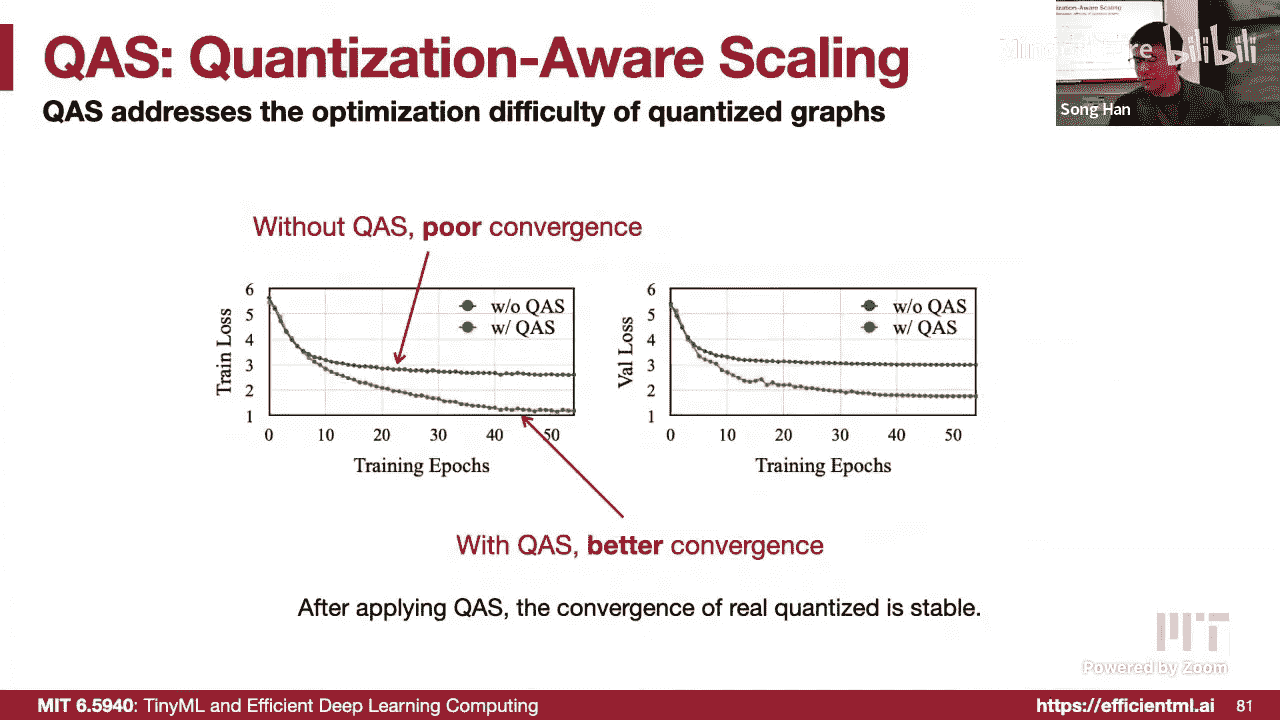 QAS: Quantization-Aware Scaling
QAS addresses the optimization difficulty of quantized graphs
Song Han
bilibili
Without QAS, poor convergence
6
5
4
3
2
1
Train Loss
w/o QAS
w/ QAS
0 10 20 30 40 50
Training Epochs
6
5
4
3
2
1
Val Loss
w/o QAS
w/ QAS
0 10 20 30 40 50
Training Epochs
With QAS, better convergence
After applying QAS, the convergence of real quantized is stable.
MIT
Powered by Zoom
MIT 6.5940: TinyML and Efficient Deep Learning Computing
https://efficientml.ai
81